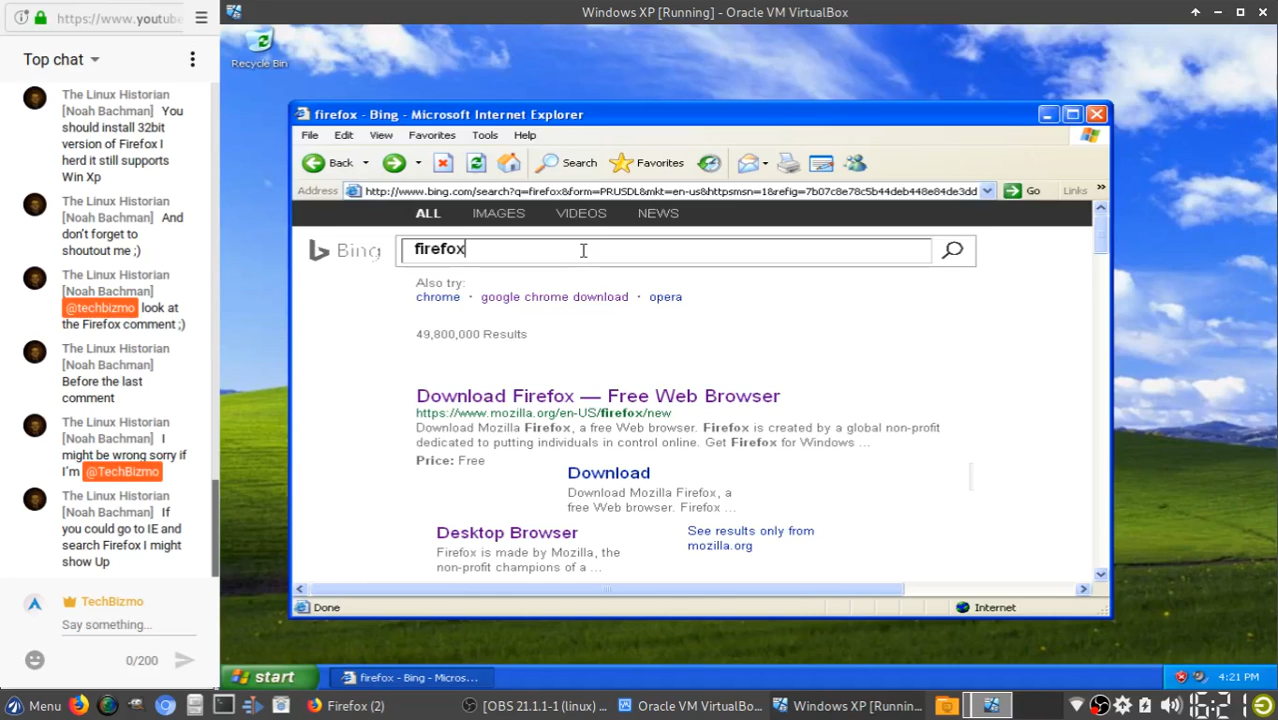 https://www.youtube
Top chat
The Linux Historian
[Noah Bachman] You
should install 32bit
version of Firefox I
herd it still supports
Win Xp
The Linux Historian
[Noah Bachman] And
don't forget to
shoutout me ;)
The Linux Historian
[Noah Bachman]
@techbizmo look at
the Firefox comment ;)
The Linux Historian
[Noah Bachman]
Before the last
comment
The Linux Historian
[Noah Bachman] I
might be wrong sorry if
I'm @TechBizmo
The Linux Historian
[Noah Bachman] If
you could go to IE and
search Firefox I might
show Up
TechBizmo
Say something...
0/200
Windows XP [Running] - Oracle VM VirtualBox
Recycle Bin
firefox - Bing - Microsoft Internet Explorer
File Edit View Favorites Tools Help
Back Search Favorites
Address http://www.bing.com/search?q=firefox&form=PRUSDL&mkt=en-us&httpsmsn=1&refig=7b07c8e78c5b44deb448e84de3dd Go Links
ALL IMAGES VIDEOS NEWS
Bing firefox
Also try:
chrome · google chrome download · opera
49,800,000 Results
Download Firefox — Free Web Browser
https://www.mozilla.org/en-US/firefox/new
Download Mozilla Firefox, a free Web browser. Firefox is created by a global non-profit
dedicated to putting individuals in control online. Get Firefox for Windows ...
Price: Free
Download
Download Mozilla Firefox, a
free Web browser. Firefox ...
Desktop Browser
Firefox is made by Mozilla, the
non-profit champions of a ...
See results only from
mozilla.org
Done Internet
start firefox - Bing - Micros... 4:21 PM
Menu Firefox (2) [OBS 21.1.1-1 (linux) ... Oracle VM VirtualB... Windows XP [Runnin... 16:21